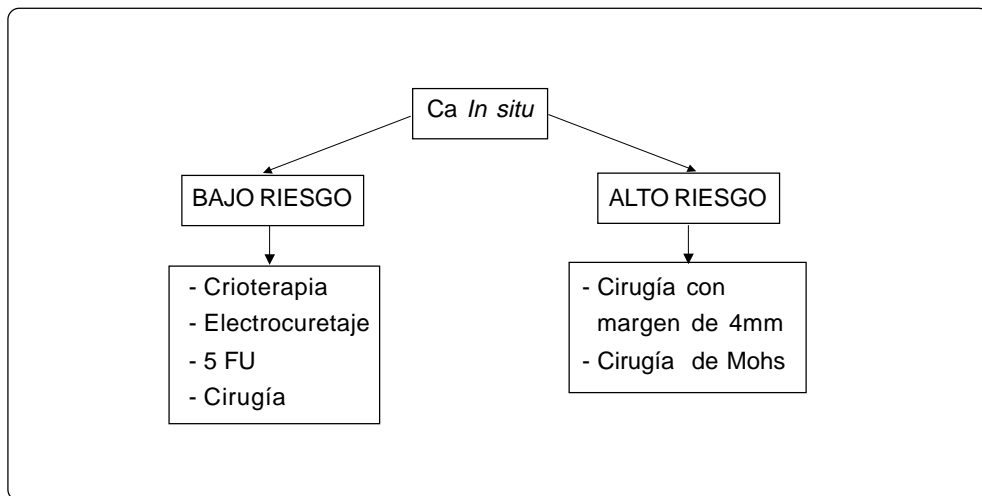 Ca In situ
BAJO RIESGO
- Crioterapia
- Electrocuretaje
- 5 FU
- Cirugía
ALTO RIESGO
- Cirugía con
margen de 4mm
- Cirugía de Mohs